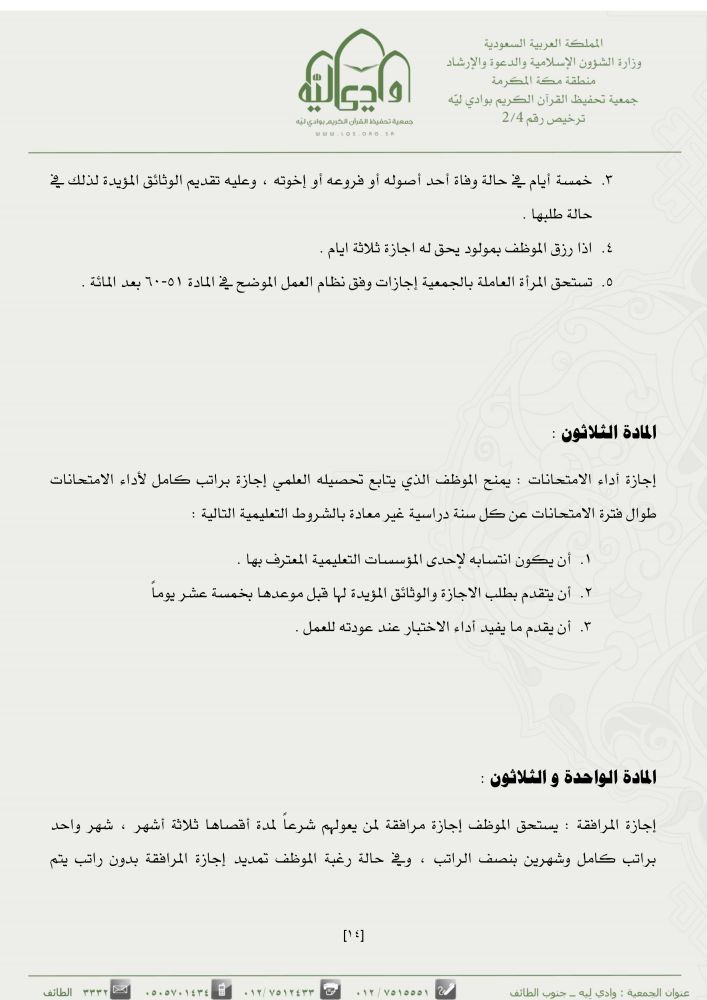 المملكة العربية السعودية
وزارة الشؤون الإسلامية والدعوة والإرشاد
منطقة مكة المكرمة
جمعية تحفيظ القرآن الكريم بوادي ليّه
ترخيص رقم 2/4
وادي ليه
جمعية تحفيظ القرآن الكريم بوادي ليّه
WWW.LQS.ORG.SA
٣. خمسة أيام في حالة وفاة أحد أصوله أو فروعه أو إخوته ، وعليه تقديم الوثائق المؤيدة لذلك في
حالة طلبها .
٤. اذا رزق الموظف بمولود يحق له اجازة ثلاثة ايام .
٥. تستحق المرأة العاملة بالجمعية إجازات وفق نظام العمل الموضح في المادة ٥١-٦٠ بعد المائة .
المادة الثلاثون :
إجازة أداء الامتحانات : يمنح الموظف الذي يتابع تحصيله العلمي إجازة براتب كامل لأداء الامتحانات
طوال فترة الامتحانات عن كل سنة دراسية غير معادة بالشروط التعليمية التالية :
١. أن يكون انتسابه لإحدى المؤسسات التعليمية المعترف بها .
٢. أن يتقدم بطلب الاجازة والوثائق المؤيدة لها قبل موعدها بخمسة عشر يوماً
٣. أن يقدم ما يفيد أداء الاختبار عند عودته للعمل .
المادة الواحدة و الثلاثون :
إجازة المرافقة : يستحق الموظف إجازة مرافقة لمن يعولهم شرعاً لمدة أقصاها ثلاثة أشهر ، شهر واحد
براتب كامل وشهرين بنصف الراتب ، وفي حالة رغبة الموظف تمديد إجازة المرافقة بدون راتب يتم
[١٤]
عنوان الجمعية : وادي ليه – جنوب الطائف ٠١٢ / ٧٥١٥٥٥١ ٠١٢ / ٧٥١٢٤٣٣ ٠٥٠٥٧٠١٤٣٤ ٣٣٣٢ الطائف